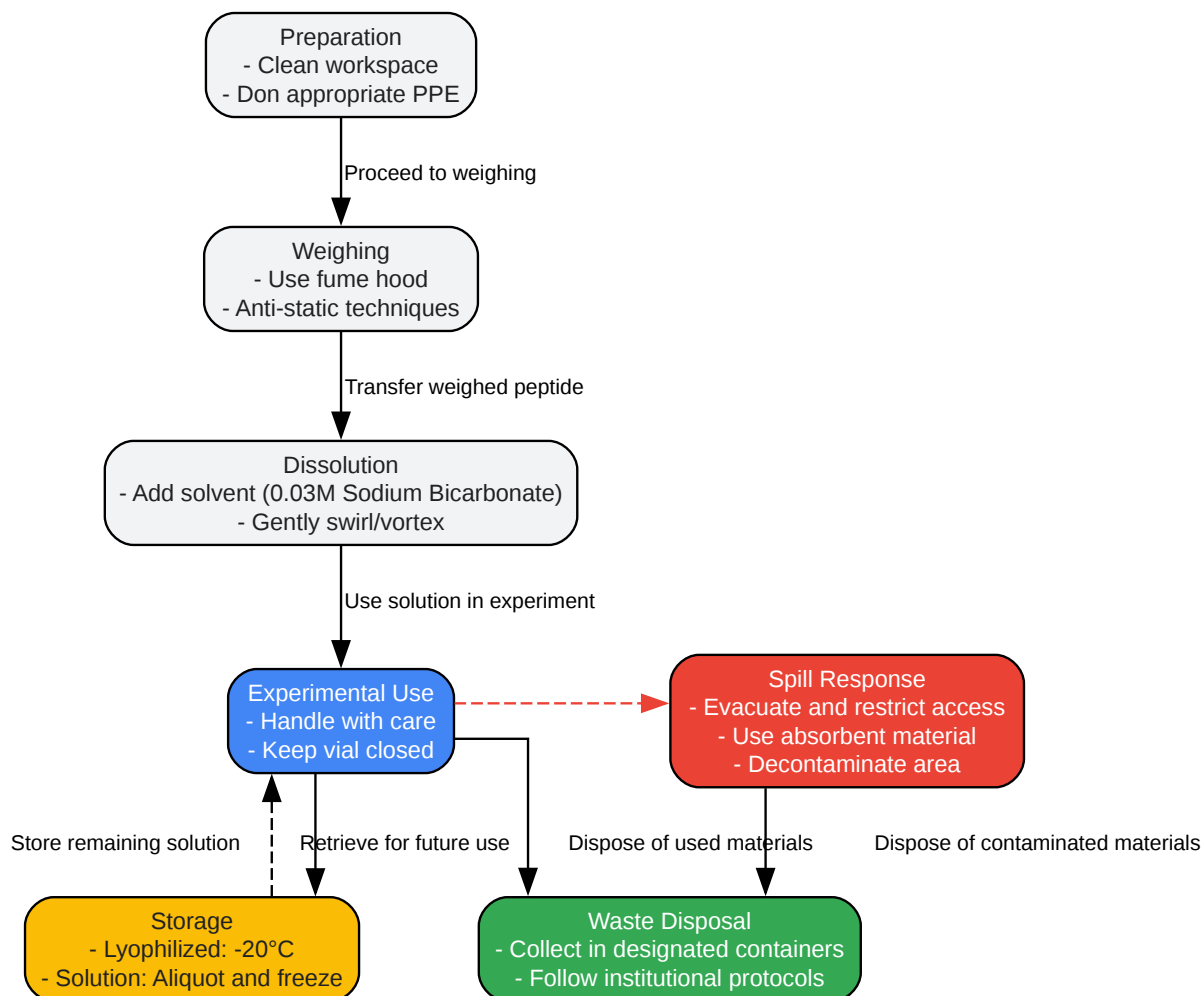 Preparation
- Clean workspace
- Don appropriate PPE
Proceed to weighing
Weighing
- Use fume hood
- Anti-static techniques
Transfer weighed peptide
Dissolution
- Add solvent (0.03M Sodium Bicarbonate)
- Gently swirl/vortex
Use solution in experiment
Experimental Use
- Handle with care
- Keep vial closed
Spill Response
- Evacuate and restrict access
- Use absorbent material
- Decontaminate area
Store remaining solution
Retrieve for future use
Dispose of used materials
Dispose of contaminated materials
Storage
- Lyophilized: -20°C
- Solution: Aliquot and freeze
Waste Disposal
- Collect in designated containers
- Follow institutional protocols